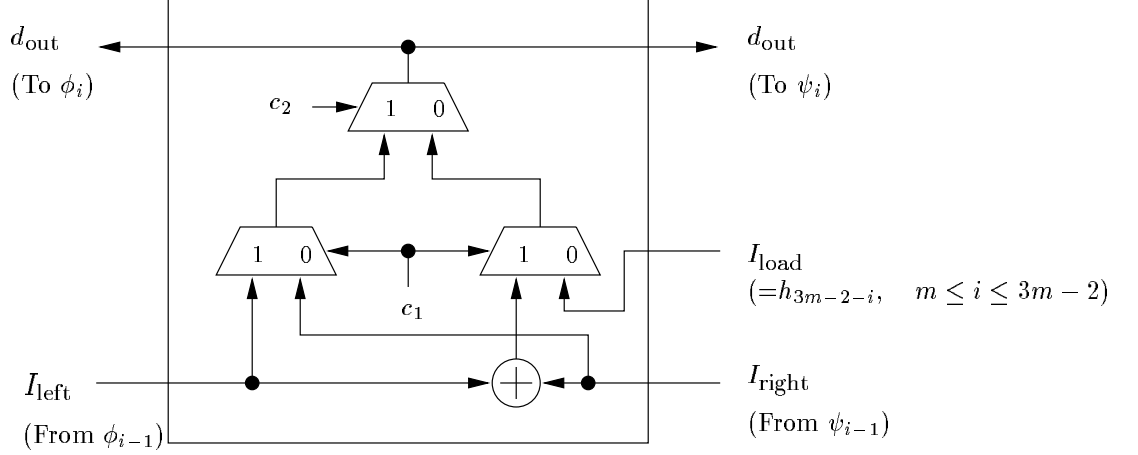 d_out d_out
(To ϕ_i) (To ψ_i)
c_2 1 0
1 0 1 0
I_load
(=h_{3m−2−i}, m ≤ i ≤ 3m − 2)
c_1
I_left + I_right
(From ϕ_{i−1}) (From ψ_{i−1})